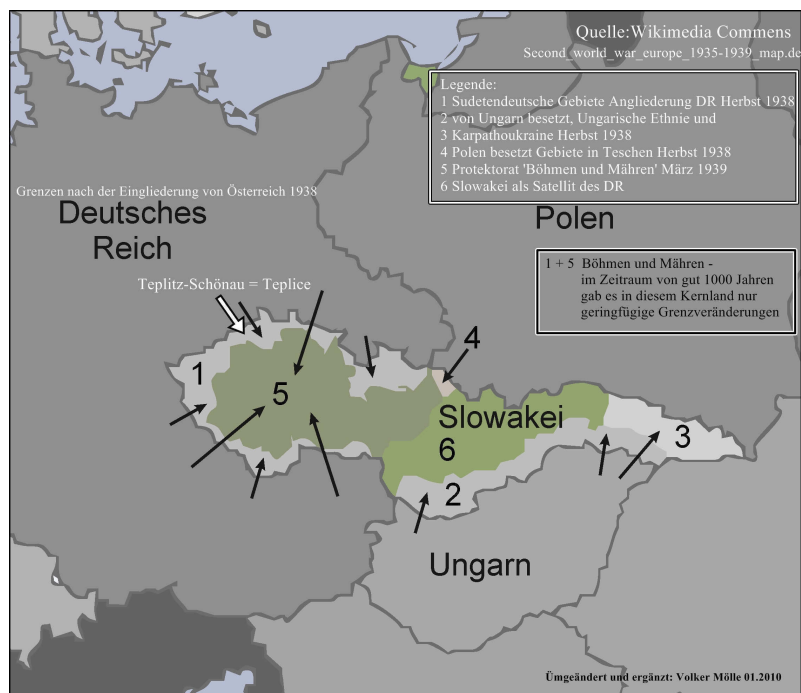 Quelle:Wikimedia Commens
Second_world_war_europe_1935-1939_map.de
Legende:
1 Sudetendeutsche Gebiete Angliederung DR Herbst 1938
2 von Ungarn besetzt, Ungarische Ethnie und
3 Karpathoukraine Herbst 1938
4 Polen besetzt Gebiete in Teschen Herbst 1938
5 Protektorat 'Böhmen und Mähren' März 1939
6 Slowakei als Satellit des DR
Grenzen nach der Eingliederung von Österreich 1938
Deutsches
Reich
Polen
1 + 5 Böhmen und Mähren -
im Zeitraum von gut 1000 Jahren
gab es in diesem Kernland nur
geringfügige Grenzveränderungen
Teplitz-Schönau = Teplice
4
1
5
Slowakei
6
3
2
Ungarn
Ümgeändert und ergänzt: Volker Mölle 01.2010